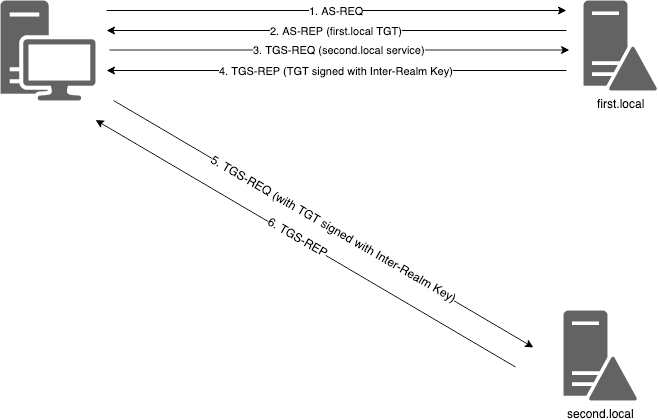 1. AS-REQ
2. AS-REP (first.local TGT)
3. TGS-REQ (second.local service)
4. TGS-REP (TGT signed with Inter-Realm Key)
first.local
5. TGS-REQ (with TGT signed with Inter-Realm Key)
6. TGS-REP
second.local